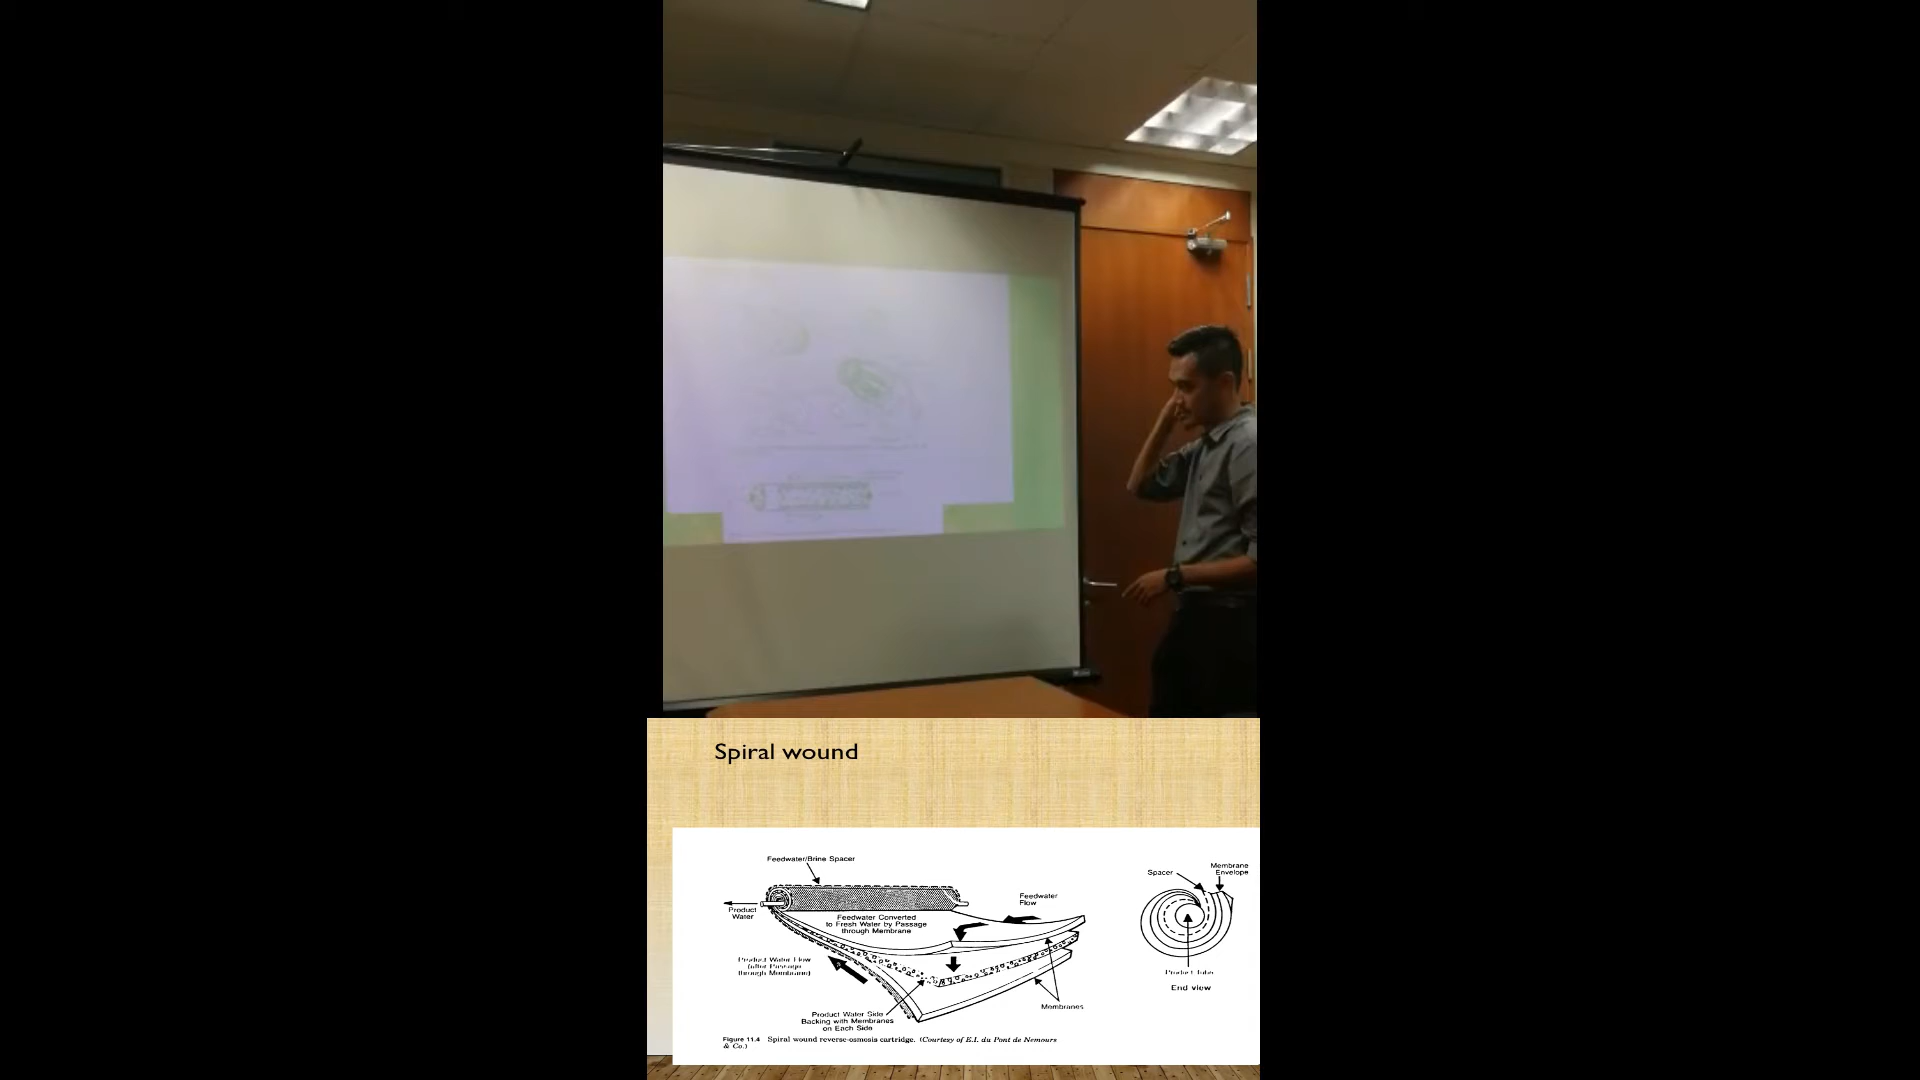 Spiral wound
Feedwater/Brine Spacer
Product
Water
Feedwater Converted
to Fresh Water by Passage
through Membrane
Feedwater
Flow
Product Water Flow
(after Passage
through Membrane)
Product Water Side
Backing with Membranes
on Each Side
Membranes
Spacer
Membrane
Envelope
Product Tube
End view
Figure 11.4 Spiral wound reverse-osmosis cartridge. (Courtesy of E.I. du Pont de Nemours
& Co.)